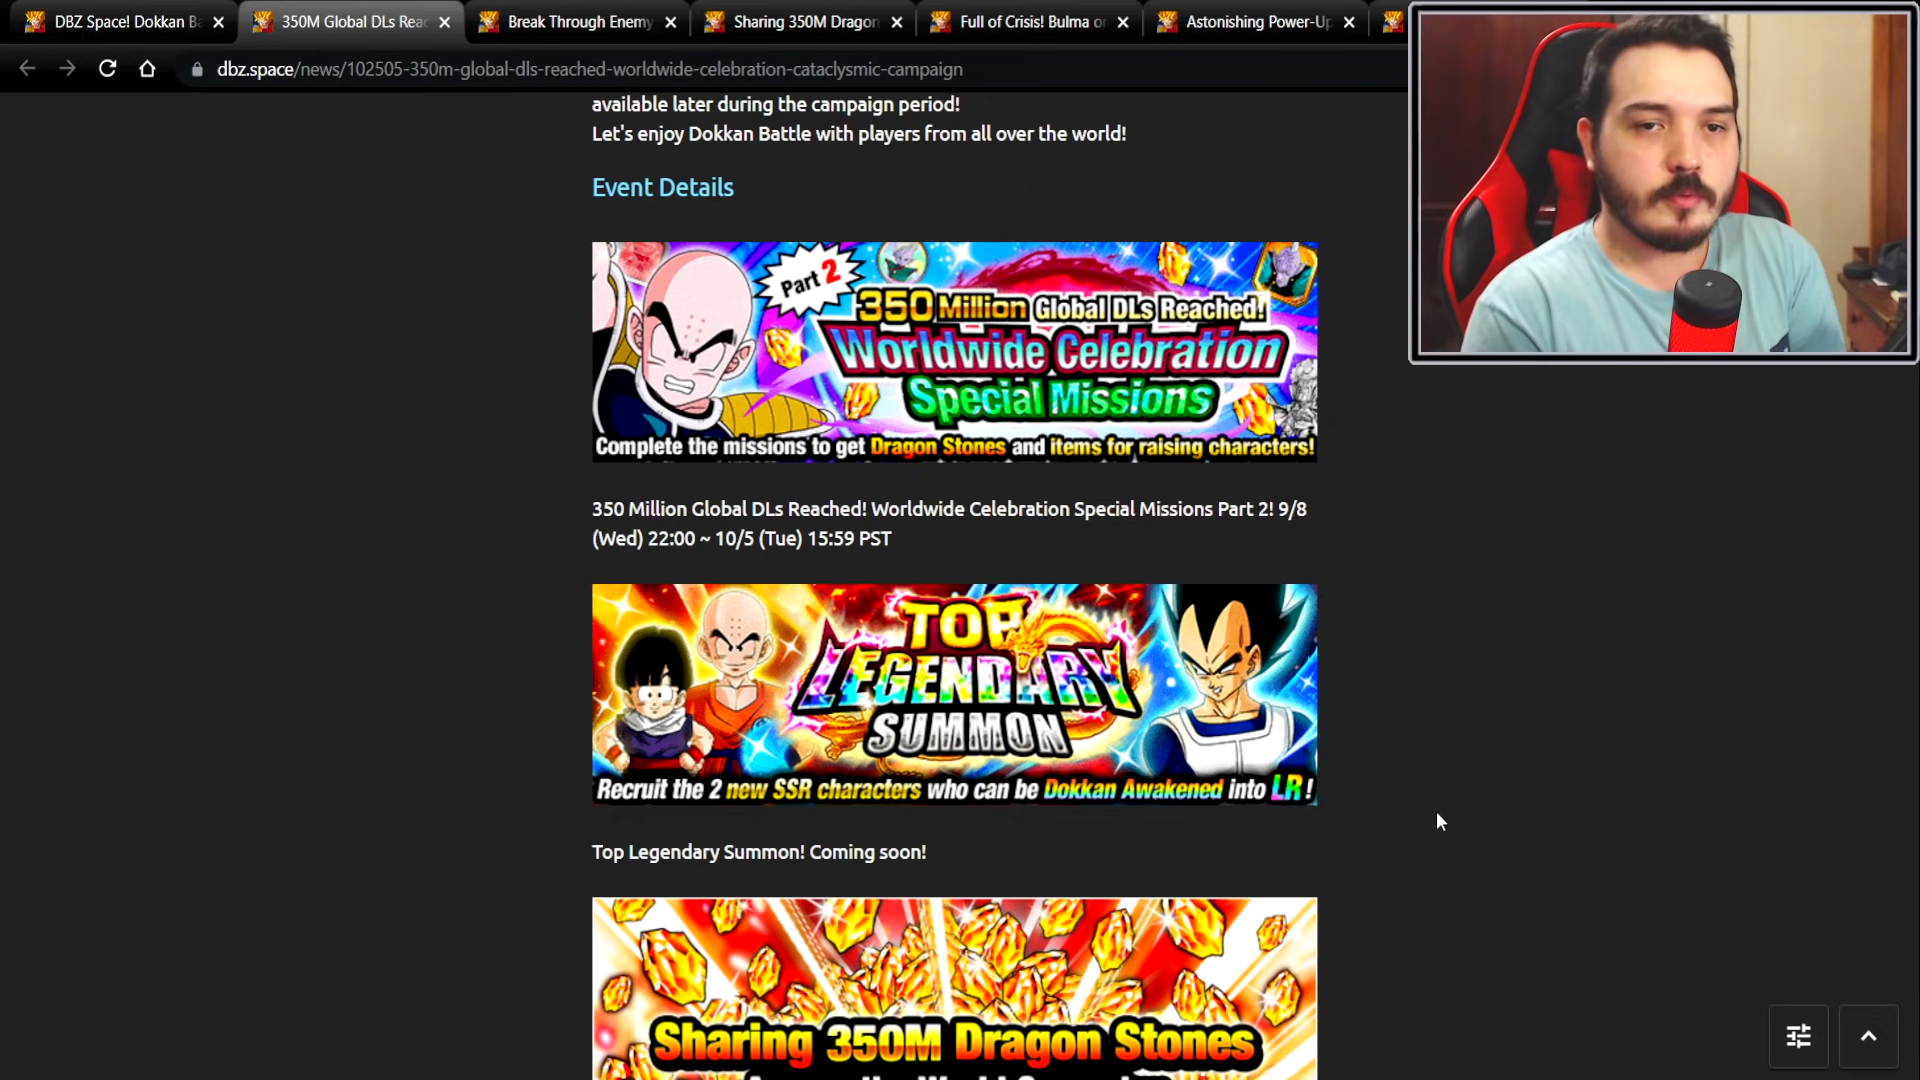 DBZ Space! Dokkan Ba
350M Global DLs Reac
Break Through Enemy
Sharing 350M Dragon
Full of Crisis! Bulma o
Astonishing Power-Up
dbz.space/news/102505-350m-global-dls-reached-worldwide-celebration-cataclysmic-campaign
available later during the campaign period!
Let's enjoy Dokkan Battle with players from all over the world!
Event Details
Part 2
350 Million Global DLs Reached!
Worldwide Celebration
Special Missions
Complete the missions to get Dragon Stones and items for raising characters!
350 Million Global DLs Reached! Worldwide Celebration Special Missions Part 2! 9/8
(Wed) 22:00 ~ 10/5 (Tue) 15:59 PST
TOP
LEGENDARY
SUMMON
Recruit the 2 new SSR characters who can be Dokkan Awakened into LR!
Top Legendary Summon! Coming soon!
Sharing 350M Dragon Stones